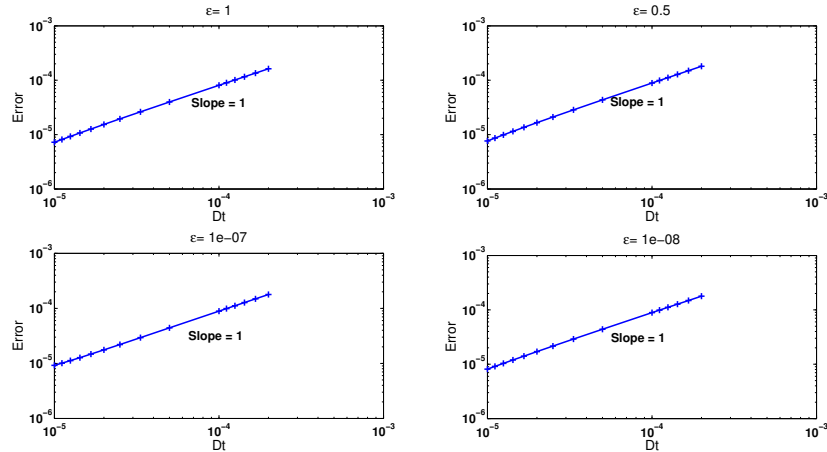 ε= 1
10⁻³
10⁻⁴
10⁻⁵
10⁻⁶
Error
Slope = 1
10⁻⁵
10⁻⁴
10⁻³
Dt
ε= 0.5
10⁻³
10⁻⁴
10⁻⁵
10⁻⁶
Error
Slope = 1
10⁻⁵
10⁻⁴
10⁻³
Dt
ε= 1e−07
10⁻³
10⁻⁴
10⁻⁵
10⁻⁶
Error
Slope = 1
10⁻⁵
10⁻⁴
10⁻³
Dt
ε= 1e−08
10⁻³
10⁻⁴
10⁻⁵
10⁻⁶
Error
Slope = 1
10⁻⁵
10⁻⁴
10⁻³
Dt